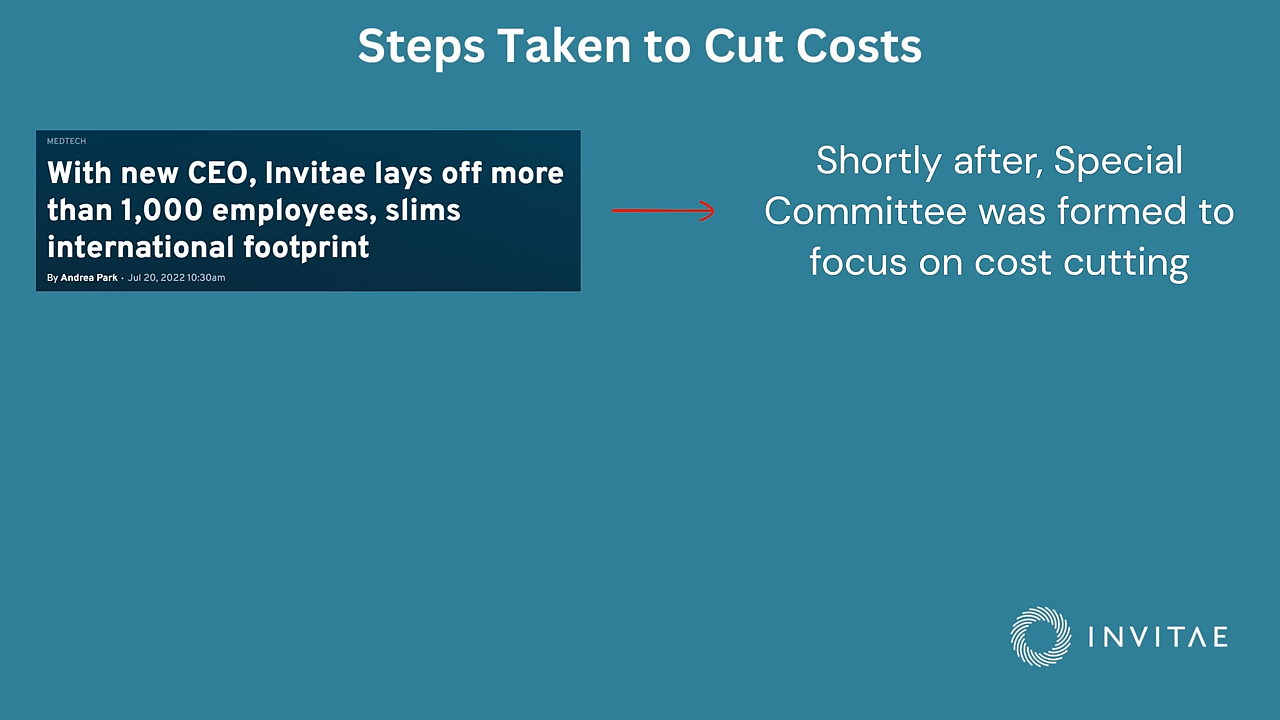 Steps Taken to Cut Costs
MEDTECH
With new CEO, Invitae lays off more
than 1,000 employees, slims
international footprint
By Andrea Park · Jul 20, 2022 10:30am
Shortly after, Special
Committee was formed to
focus on cost cutting
INVITAE